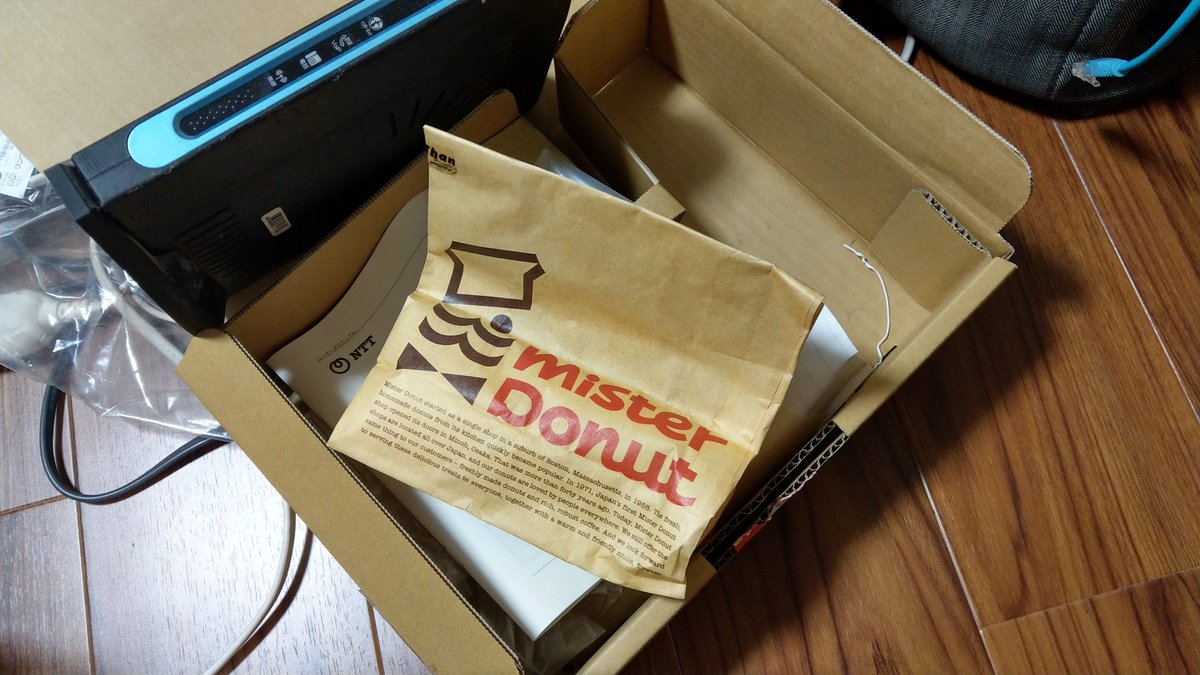 VoIP
NTT
han
mister
Donut
Mister Donut started as a single shop in a suburb of Boston, Massachusetts, in 1955. The fresh,
homemade donuts from its kitchen quickly became popular. In 1971, Japan's first Mister Donut
shop opened its doors in Minoh, Osaka. That was more than forty years ago. Today, Mister Donut
shops are located all over Japan, and our donuts are loved by people everywhere. We still offer the
same thing to our customers – freshly made donuts and rich, robust coffee. And we look forward
to serving these delicious treats to everyone, together with a warm and friendly smile, forever.